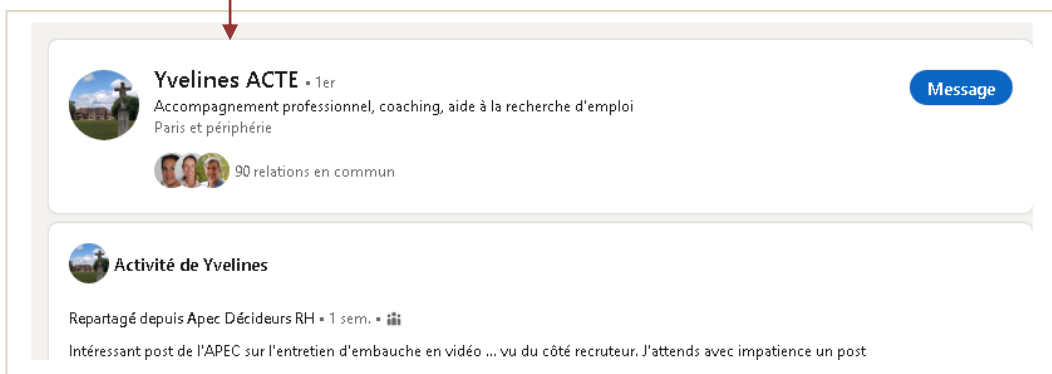 Yvelines ACTE • 1er
Message
Accompagnement professionnel, coaching, aide à la recherche d'emploi
Paris et périphérie
90 relations en commun
Activité de Yvelines
Repartagé depuis Apec Décideurs RH • 1 sem. •
Intéressant post de l'APEC sur l'entretien d'embauche en vidéo ... vu du côté recruteur. J'attends avec impatience un post